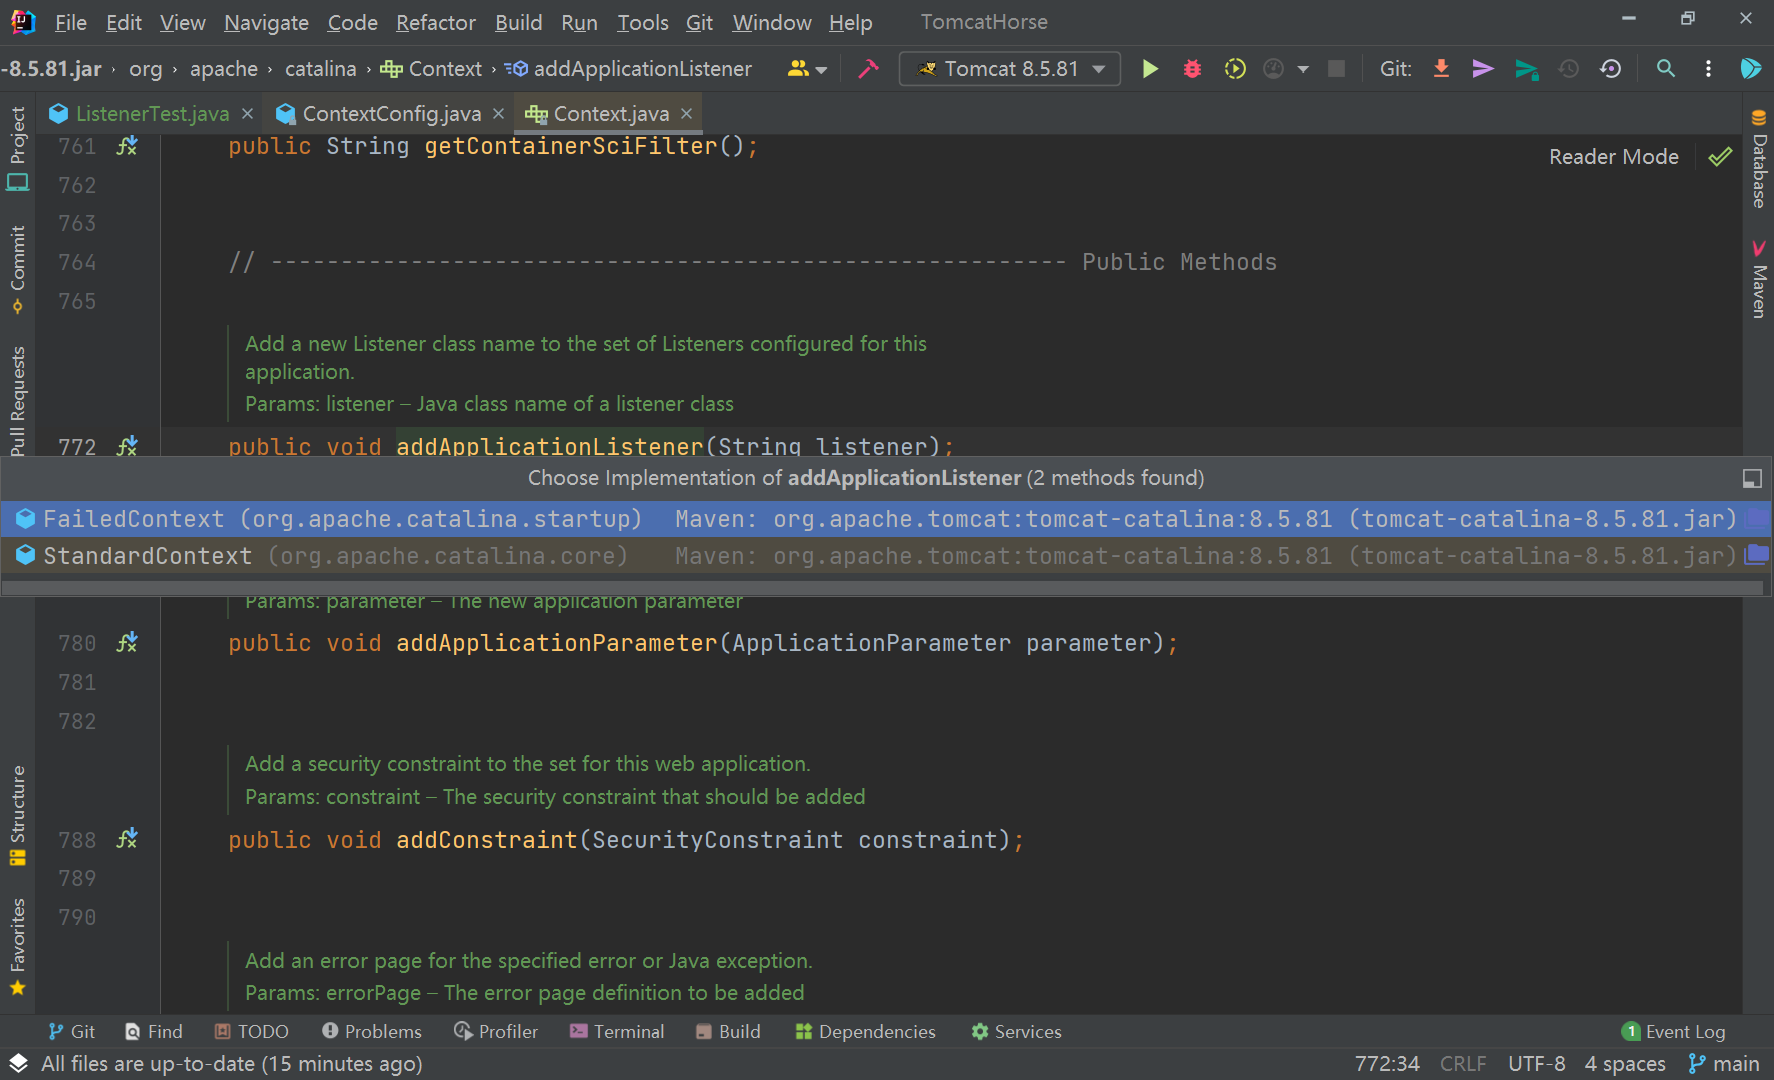 File Edit View Navigate Code Refactor Build Run Tools Git Window Help TomcatHorse
-8.5.81.jar › org › apache › catalina › Context › addApplicationListener Tomcat 8.5.81 Git:
ListenerTest.java ContextConfig.java Context.java
Project
Commit
Pull Requests
Structure
Favorites
Database
Maven
Reader Mode
761 public String getContainerSciFilter();
762
763
764 // ---------------------------------------------------------- Public Methods
765
Add a new Listener class name to the set of Listeners configured for this
application.
Params: listener – Java class name of a listener class
772 public void addApplicationListener(String listener);
Choose Implementation of addApplicationListener (2 methods found)
FailedContext (org.apache.catalina.startup) Maven: org.apache.tomcat:tomcat-catalina:8.5.81 (tomcat-catalina-8.5.81.jar)
StandardContext (org.apache.catalina.core) Maven: org.apache.tomcat:tomcat-catalina:8.5.81 (tomcat-catalina-8.5.81.jar)
Params: parameter – The new application parameter
780 public void addApplicationParameter(ApplicationParameter parameter);
781
782
Add a security constraint to the set for this web application.
Params: constraint – The security constraint that should be added
788 public void addConstraint(SecurityConstraint constraint);
789
790
Add an error page for the specified error or Java exception.
Params: errorPage – The error page definition to be added
Git Find TODO Problems Profiler Terminal Build Dependencies Services 1 Event Log
All files are up-to-date (15 minutes ago) 772:34 CRLF UTF-8 4 spaces main